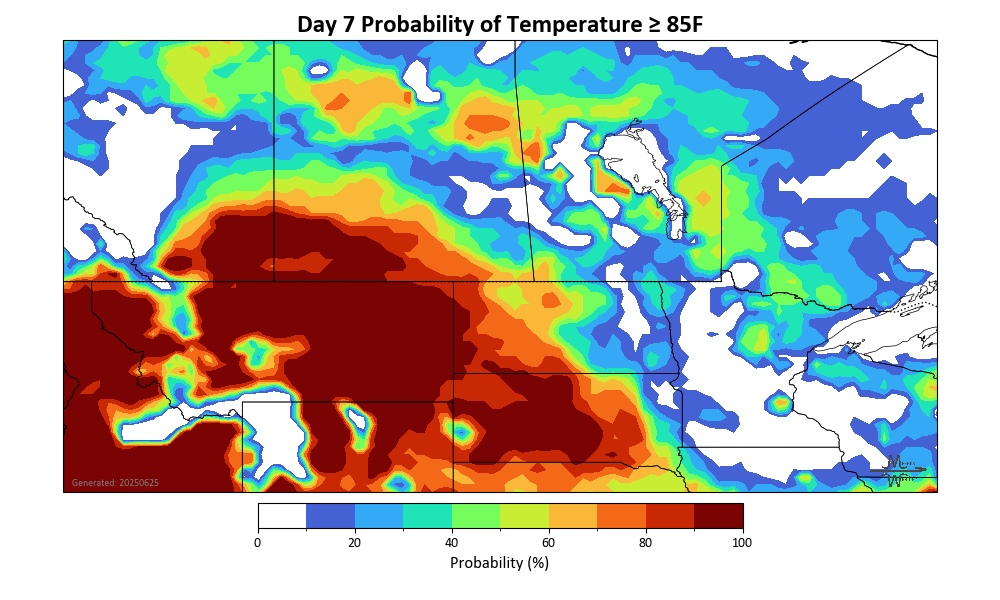 Day 7 Probability of Temperature ≥ 85F
Generated: 20250625
0 20 40 60 80 100
Probability (%)